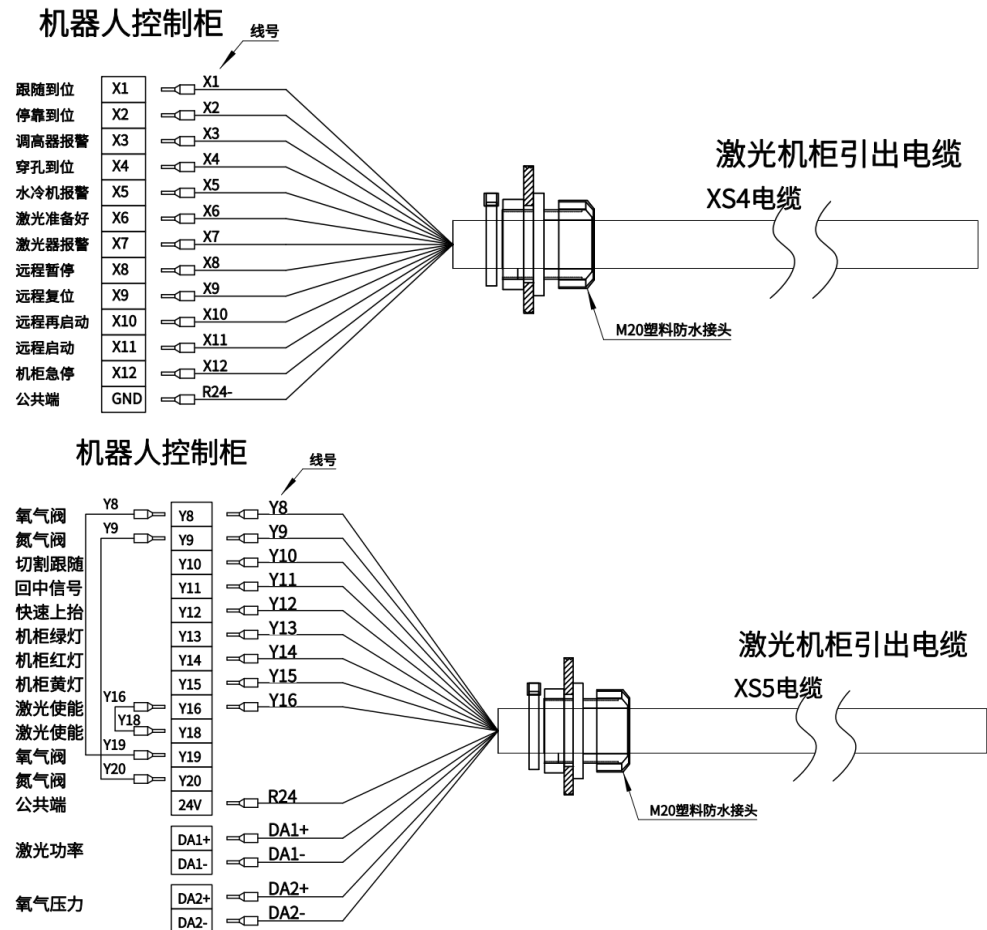 机器人控制柜
线号
跟随到位 X1 X1
停靠到位 X2 X2
调高器报警 X3 X3
穿孔到位 X4 X4
水冷机报警 X5 X5
激光准备好 X6 X6
激光器报警 X7 X7
远程暂停 X8 X8
远程复位 X9 X9
远程再启动 X10 X10
远程启动 X11 X11
机柜急停 X12 X12
公共端 GND R24-
激光机柜引出电缆
XS4电缆
M20塑料防水接头
机器人控制柜
线号
氧气阀 Y8 Y8 Y8
氮气阀 Y9 Y9 Y9
切割跟随 Y10 Y10
回中信号 Y11 Y11
快速上抬 Y12 Y12
机柜绿灯 Y13 Y13
机柜红灯 Y14 Y14
机柜黄灯 Y15 Y15
激光使能 Y16 Y16 Y16
激光使能 Y18 Y18
氧气阀 Y19 Y19
氮气阀 Y20 Y20
公共端 24V R24
激光功率
DA1+ DA1+
DA1- DA1-
氧气压力
DA2+ DA2+
DA2- DA2-
激光机柜引出电缆
XS5电缆
M20塑料防水接头